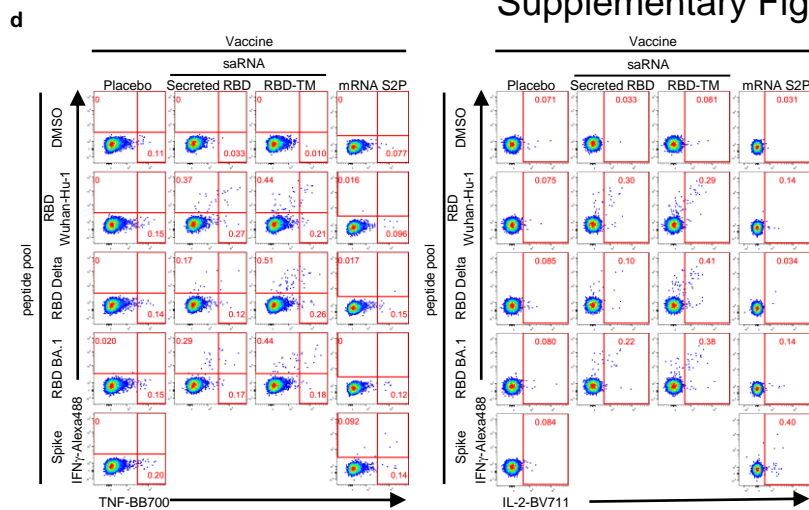 Supplementary Fig
d
Vaccine
saRNA
Placebo Secreted RBD RBD-TM mRNA S2P
peptide pool
IFNγ-Alexa488
DMSO
0 0 0 0
0.11 0.033 0.010 0.077
RBD
Wuhan-Hu-1
0 0.37 0.44 0.016
0.15 0.27 0.21 0.096
RBD Delta
0 0.17 0.51 0.017
0.14 0.12 0.26 0.15
RBD BA.1
0.020 0.29 0.44 0
0.15 0.17 0.18 0.12
Spike
0 0.092
0.20 0.14
TNF-BB700
Vaccine
saRNA
Placebo Secreted RBD RBD-TM mRNA S2P
peptide pool
IFNγ-Alexa488
DMSO
0.071 0.033 0.081 0.031
RBD
Wuhan-Hu-1
0.075 0.30 0.29 0.14
RBD Delta
0.085 0.10 0.41 0.034
RBD BA.1
0.080 0.22 0.38 0.14
Spike
0.084 0.40
IL-2-BV711